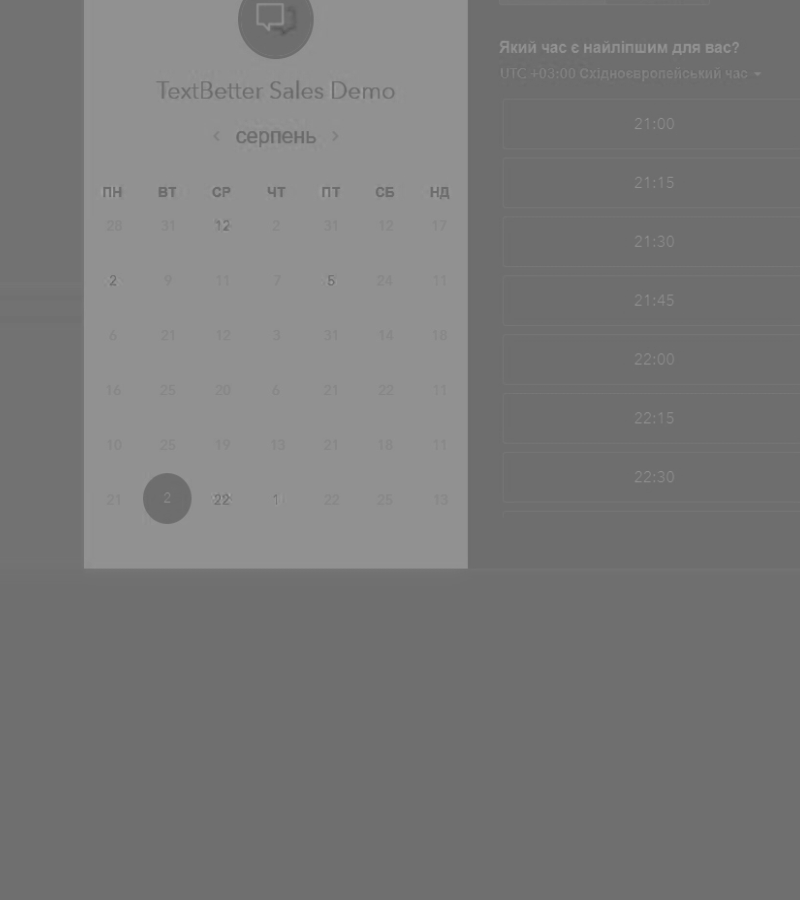 TextBetter Sales Demo
серпень
ПН ВТ СР ЧТ ПТ СБ НД
28 31 12 2 31 12 17
2 9 11 7 5 24 11
6 21 12 3 31 14 18
16 25 20 6 21 22 11
10 25 19 13 21 18 31
21 2 22 1 22 25 13
Який час є найліпшим для вас?
UTC +03:00 Східноєвропейський час
21:00
21:15
21:30
21:45
22:00
22:15
22:30